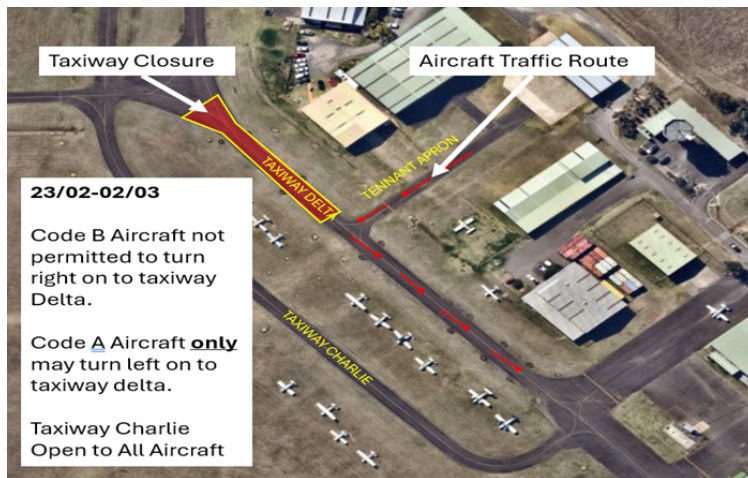 Taxiway Closure
Aircraft Traffic Route
TAXIWAY DELTA
TENNANT APRON
23/02-02/03
Code B Aircraft not
permitted to turn
right on to taxiway
Delta.
Code A Aircraft only
may turn left on to
taxiway delta.
Taxiway Charlie
Open to All Aircraft
TAXIWAY CHARLIE